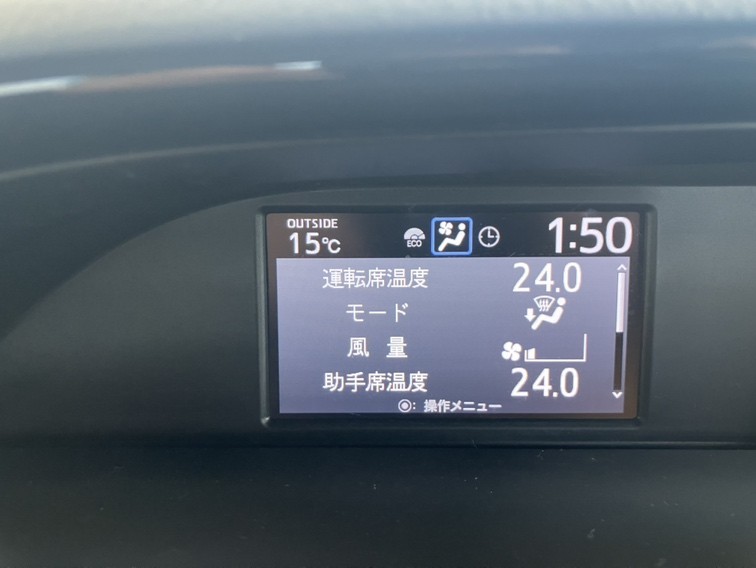 OUTSIDE
15℃ ECO 1:50
運転席温度 24.0
モード
風 量
助手席温度 24.0
◉: 操作メニュー